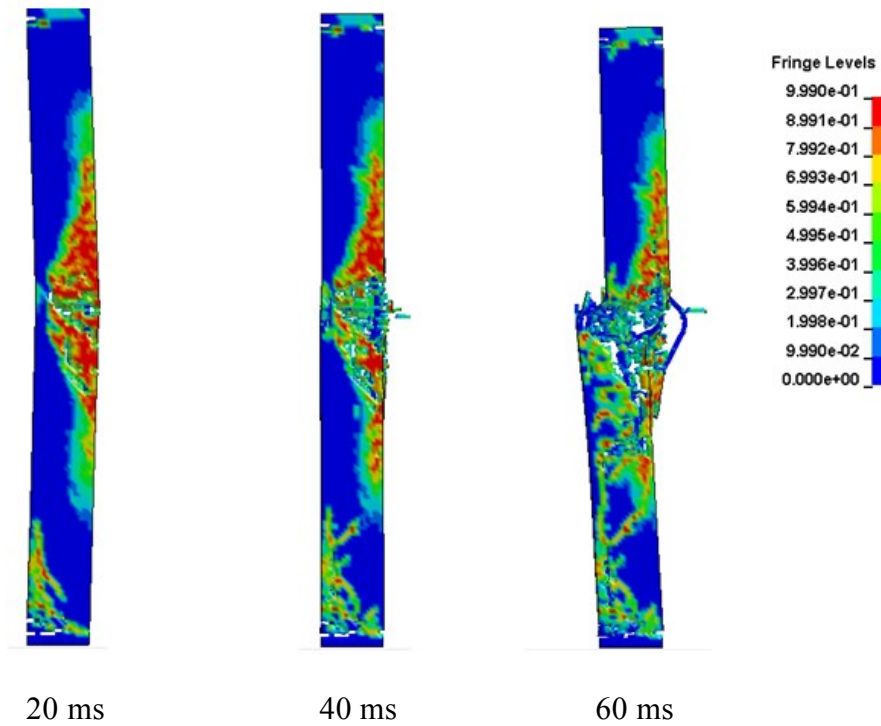 Fringe Levels
9.990e-01
8.991e-01
7.992e-01
6.993e-01
5.994e-01
4.995e-01
3.996e-01
2.997e-01
1.998e-01
9.990e-02
0.000e+00
20 ms
40 ms
60 ms